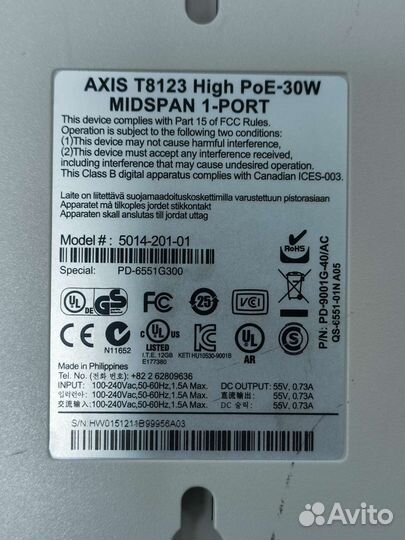 AXIS T8123 High PoE-30W
MIDSPAN 1-PORT
This device complies with Part 15 of FCC Rules.
Operation is subject to the following two conditions:
(1)This device may not cause harmful interference,
(2)This device must accept any interference received,
including interference that may cause undesired operation.
This Class B digital apparatus complies with Canadian ICES-003.
Laite on liitettävä suojamaadoituskoskettimilla varustettuun pistorasiaan
Apparatet må tilkoples jordet stikkontakt
Apparaten skall anslutas till jordat uttag
Model # : 5014-201-01
Special: PD-6551G300
RoHS
P/N: PD-9001G-40/AC
QS-6551-01N A05
UL
DE
GS
FC
25
VCI
N11652
UL
LISTED
I.T.E. 12GB
E177380
KETI HU10530-9001B
UL
AR
Made in Philippines
Tel. No. (전화 번호): +82 2 62809636
INPUT: 100-240Vac,50-60Hz,1.5A Max. DC OUTPUT: 55V, 0.73A
100-240Vac,50-60Hz,1.5A Max. 直流输出: 55V, 0.73A
交流输入: 100-240Vac,50-60Hz,1.5A Max. DC 출력: 55V, 0.73A
S/N:HW0151211B99956A03
Avito